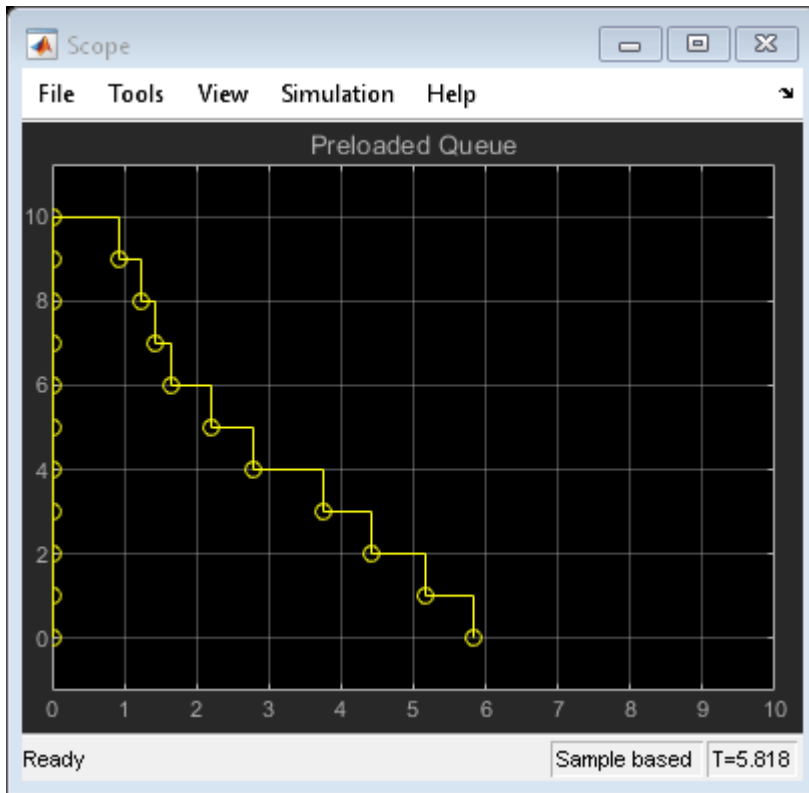 Scope
File Tools View Simulation Help
Preloaded Queue
10
8
6
4
2
0
0 1 2 3 4 5 6 7 8 9 10
Ready Sample based T=5.818